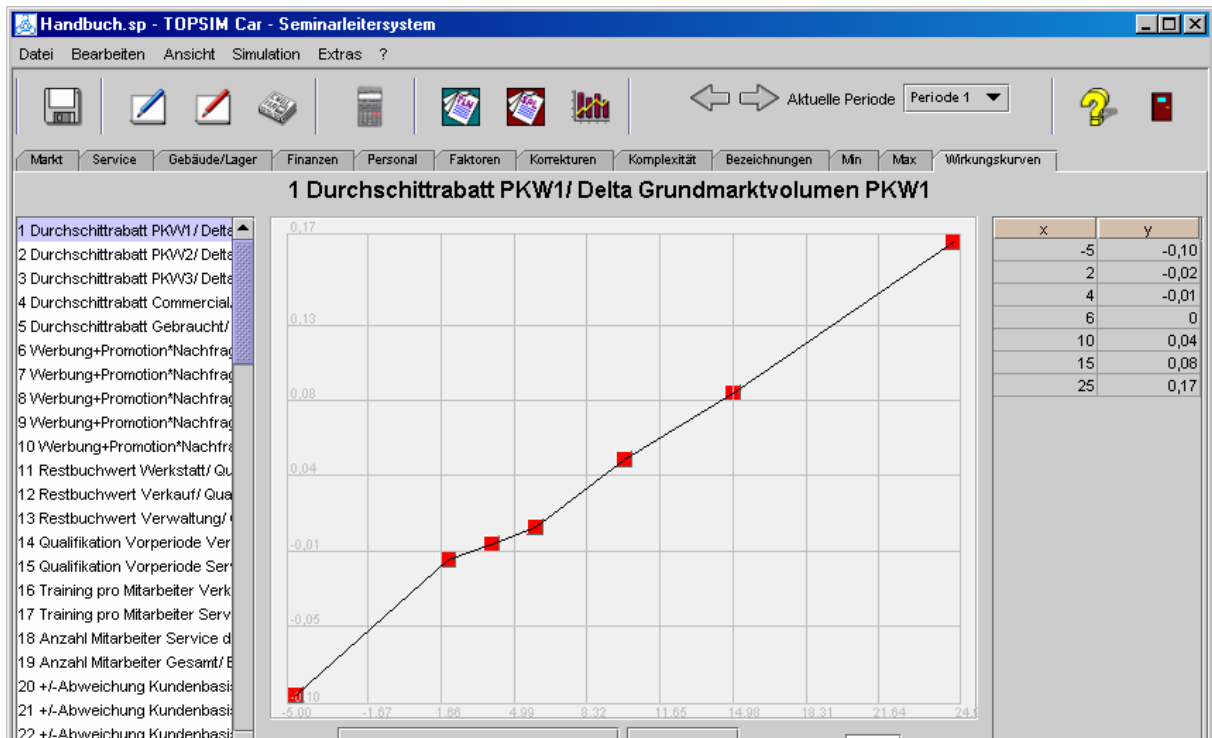 Handbuch.sp - TOPSIM Car - Seminarleitersystem
Datei Bearbeiten Ansicht Simulation Extras ?
Aktuelle Periode Periode 1
Markt Service Gebäude/Lager Finanzen Personal Faktoren Korrekturen Komplexität Bezeichnungen Min Max Wirkungskurven
1 Durchschittrabatt PKW1/ Delta Grundmarktvolumen PKW1
1 Durchschittrabatt PKW1/ Delta
2 Durchschittrabatt PKW2/ Delta
3 Durchschittrabatt PKW3/ Delta
4 Durchschittrabatt Commercial
5 Durchschittrabatt Gebraucht/
6 Werbung+Promotion*Nachfrag
7 Werbung+Promotion*Nachfrag
8 Werbung+Promotion*Nachfrag
9 Werbung+Promotion*Nachfrag
10 Werbung+Promotion*Nachfra
11 Restbuchwert Werkstatt/ Qu
12 Restbuchwert Verkauf/ Qua
13 Restbuchwert Verwaltung/
14 Qualifikation Vorperiode Ver
15 Qualifikation Vorperiode Ser
16 Training pro Mitarbeiter Verk
17 Training pro Mitarbeiter Serv
18 Anzahl Mitarbeiter Service d
19 Anzahl Mitarbeiter Gesamt/ E
20 +/-Abweichung Kundenbasi
21 +/-Abweichung Kundenbasi
22 +/-Abweichung Kundenbasi
0,17
0,13
0,08
0,04
-0,01
-0,05
-0,10
-5.00 -1.67 1.66 4.99 8.32 11.65 14.98 18.31 21.64 24.9
x y
-5 -0,10
2 -0,02
4 -0,01
6 0
10 0,04
15 0,08
25 0,17